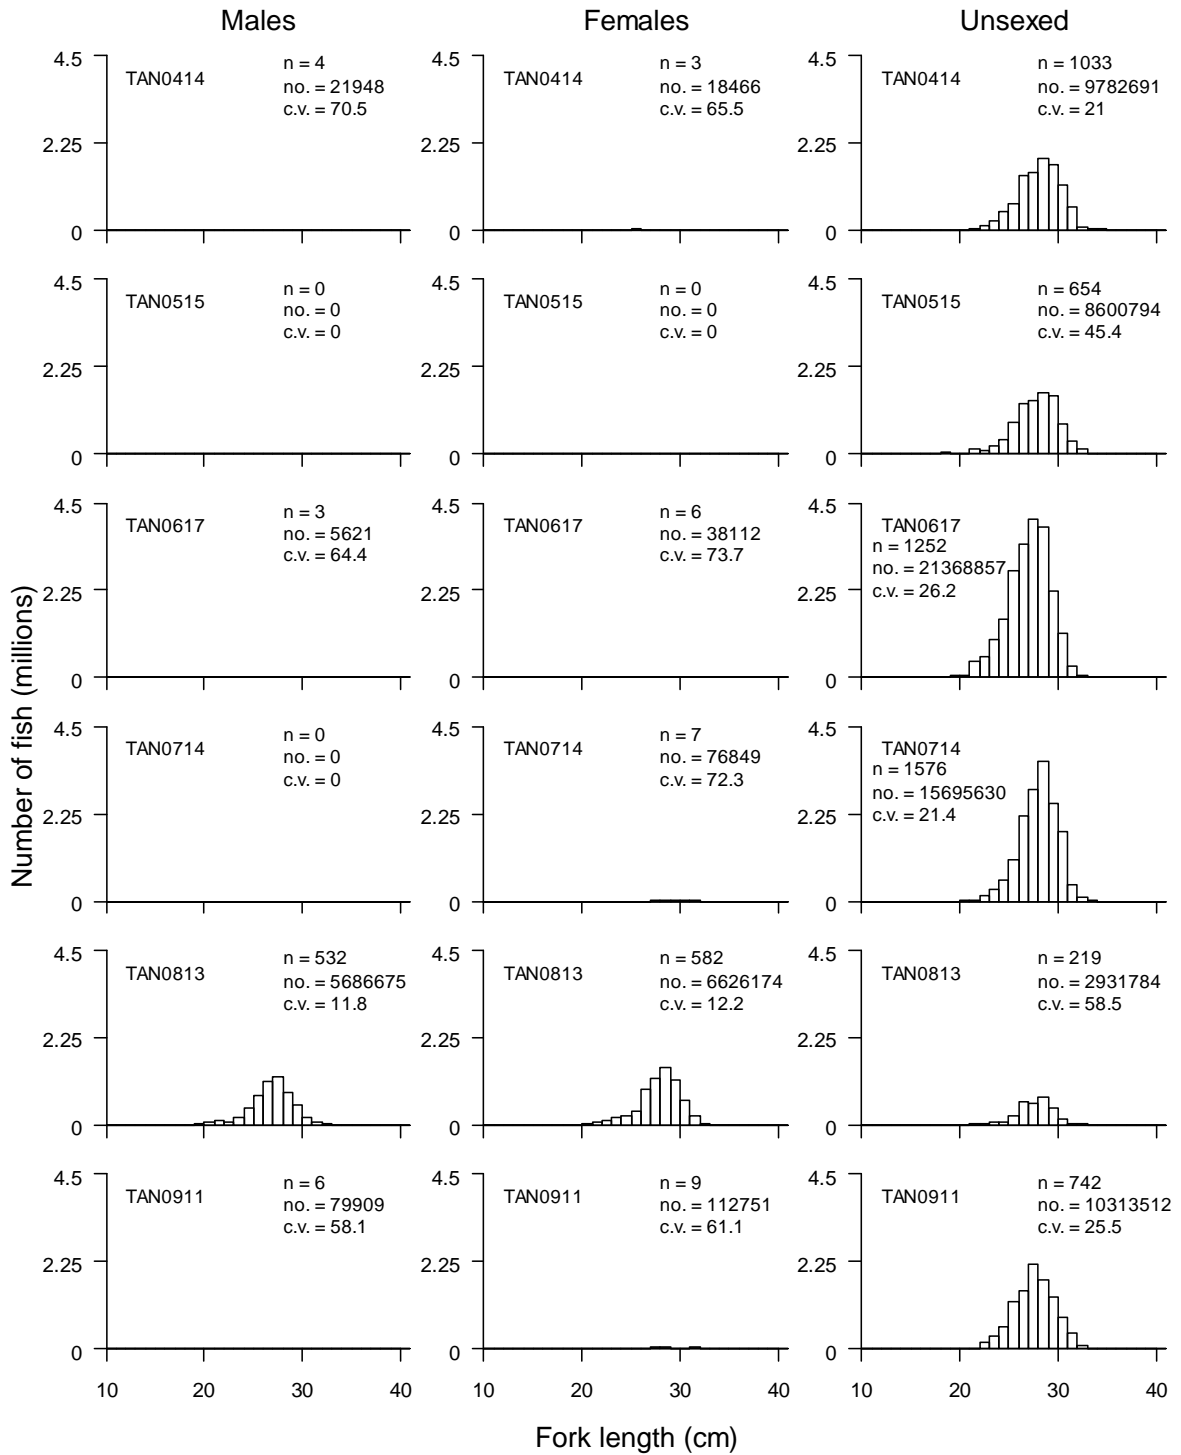 Males Females Unsexed
4.5 TAN0414 n = 4 4.5 TAN0414 n = 3 4.5 TAN0414 n = 1033
no. = 21948 no. = 18466 no. = 9782691
c.v. = 70.5 c.v. = 65.5 c.v. = 21
2.25 2.25 2.25
0 0 0
4.5 TAN0515 n = 0 4.5 TAN0515 n = 0 4.5 TAN0515 n = 654
no. = 0 no. = 0 no. = 8600794
c.v. = 0 c.v. = 0 c.v. = 45.4
2.25 2.25 2.25
0 0 0
4.5 TAN0617 n = 3 4.5 TAN0617 n = 6 4.5 TAN0617
no. = 5621 no. = 38112 n = 1252
c.v. = 64.4 c.v. = 73.7 no. = 21368857
2.25 2.25 2.25 c.v. = 26.2
0 0 0
Number of fish (millions)
4.5 TAN0714 n = 0 4.5 TAN0714 n = 7 4.5 TAN0714
no. = 0 no. = 76849 n = 1576
c.v. = 0 c.v. = 72.3 no. = 15695630
2.25 2.25 2.25 c.v. = 21.4
0 0 0
4.5 TAN0813 n = 532 4.5 TAN0813 n = 582 4.5 TAN0813 n = 219
no. = 5686675 no. = 6626174 no. = 2931784
c.v. = 11.8 c.v. = 12.2 c.v. = 58.5
2.25 2.25 2.25
0 0 0
4.5 TAN0911 n = 6 4.5 TAN0911 n = 9 4.5 TAN0911 n = 742
no. = 79909 no. = 112751 no. = 10313512
c.v. = 58.1 c.v. = 61.1 c.v. = 25.5
2.25 2.25 2.25
0 0 0
10 20 30 40 10 20 30 40 10 20 30 40
Fork length (cm)